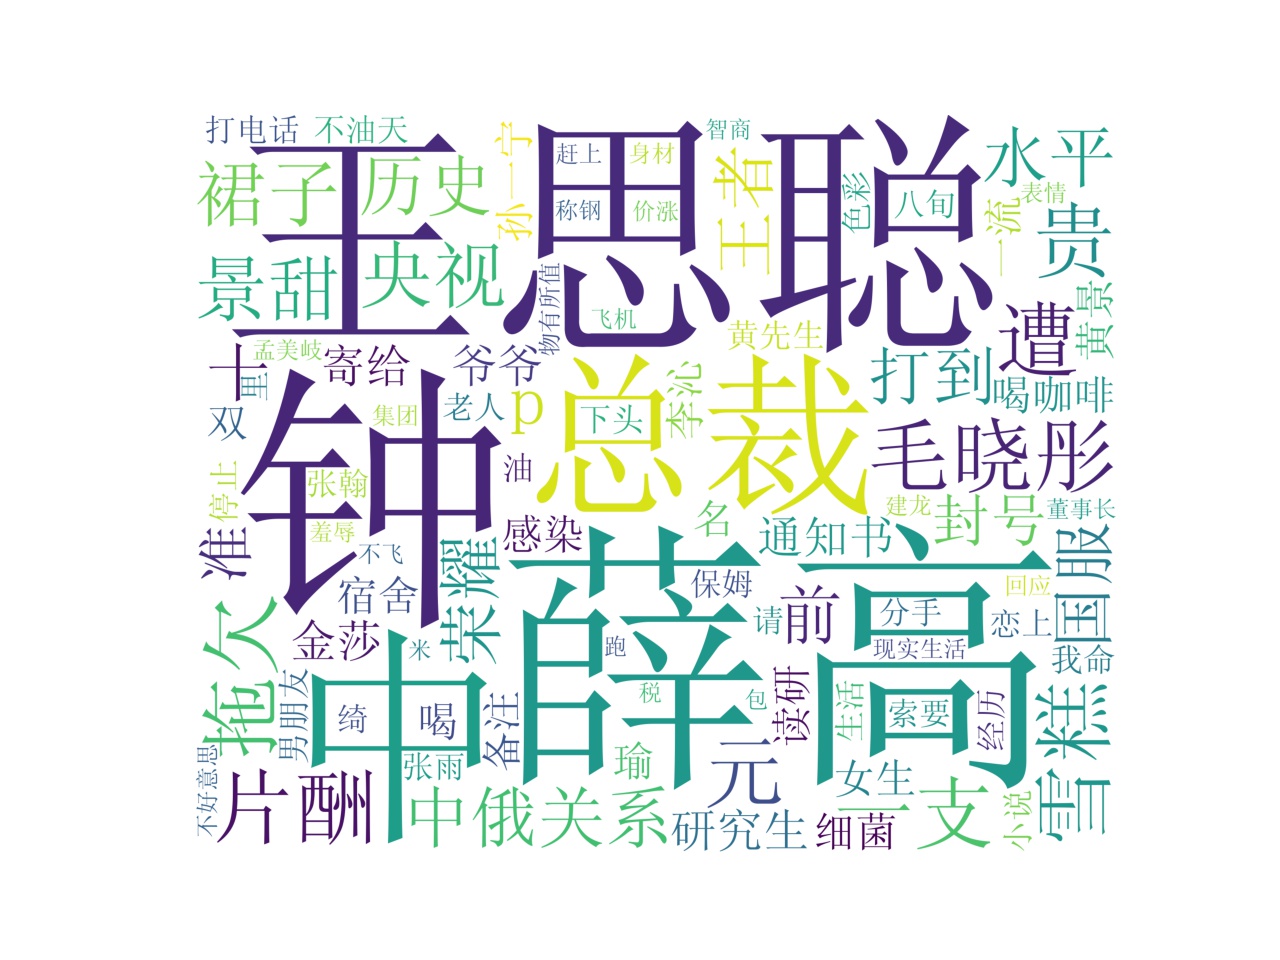 打电话
不油天
智商
王思聪
裙子
历史
孙一宁
赶上
身材
称钢
价涨
王者
色彩
八旬
水平
一流
表情
贵
景甜
央视
物有所值
飞机
黄先生
遭
黄景
十
里
孟美岐
寄给
爷爷
总裁
李沁
打到
喝咖啡
双
集团
老人
p
下头
毛晓彤
钟
停止
张翰
羞辱
油
准
不飞
感染
名
通知书
建龙
封号
董事长
国服
薛高
宿舍
荣耀
保姆
请
前
分手
恋上
回应
拖欠
金莎
米
跑
现实生活
我命
中
男朋友
绮
喝
备注
税
包
读研
生活
索要
经历
雪糕
不好意思
片酬
张雨
瑜
元
女生
中俄关系
研究生
细菌
一支
小说